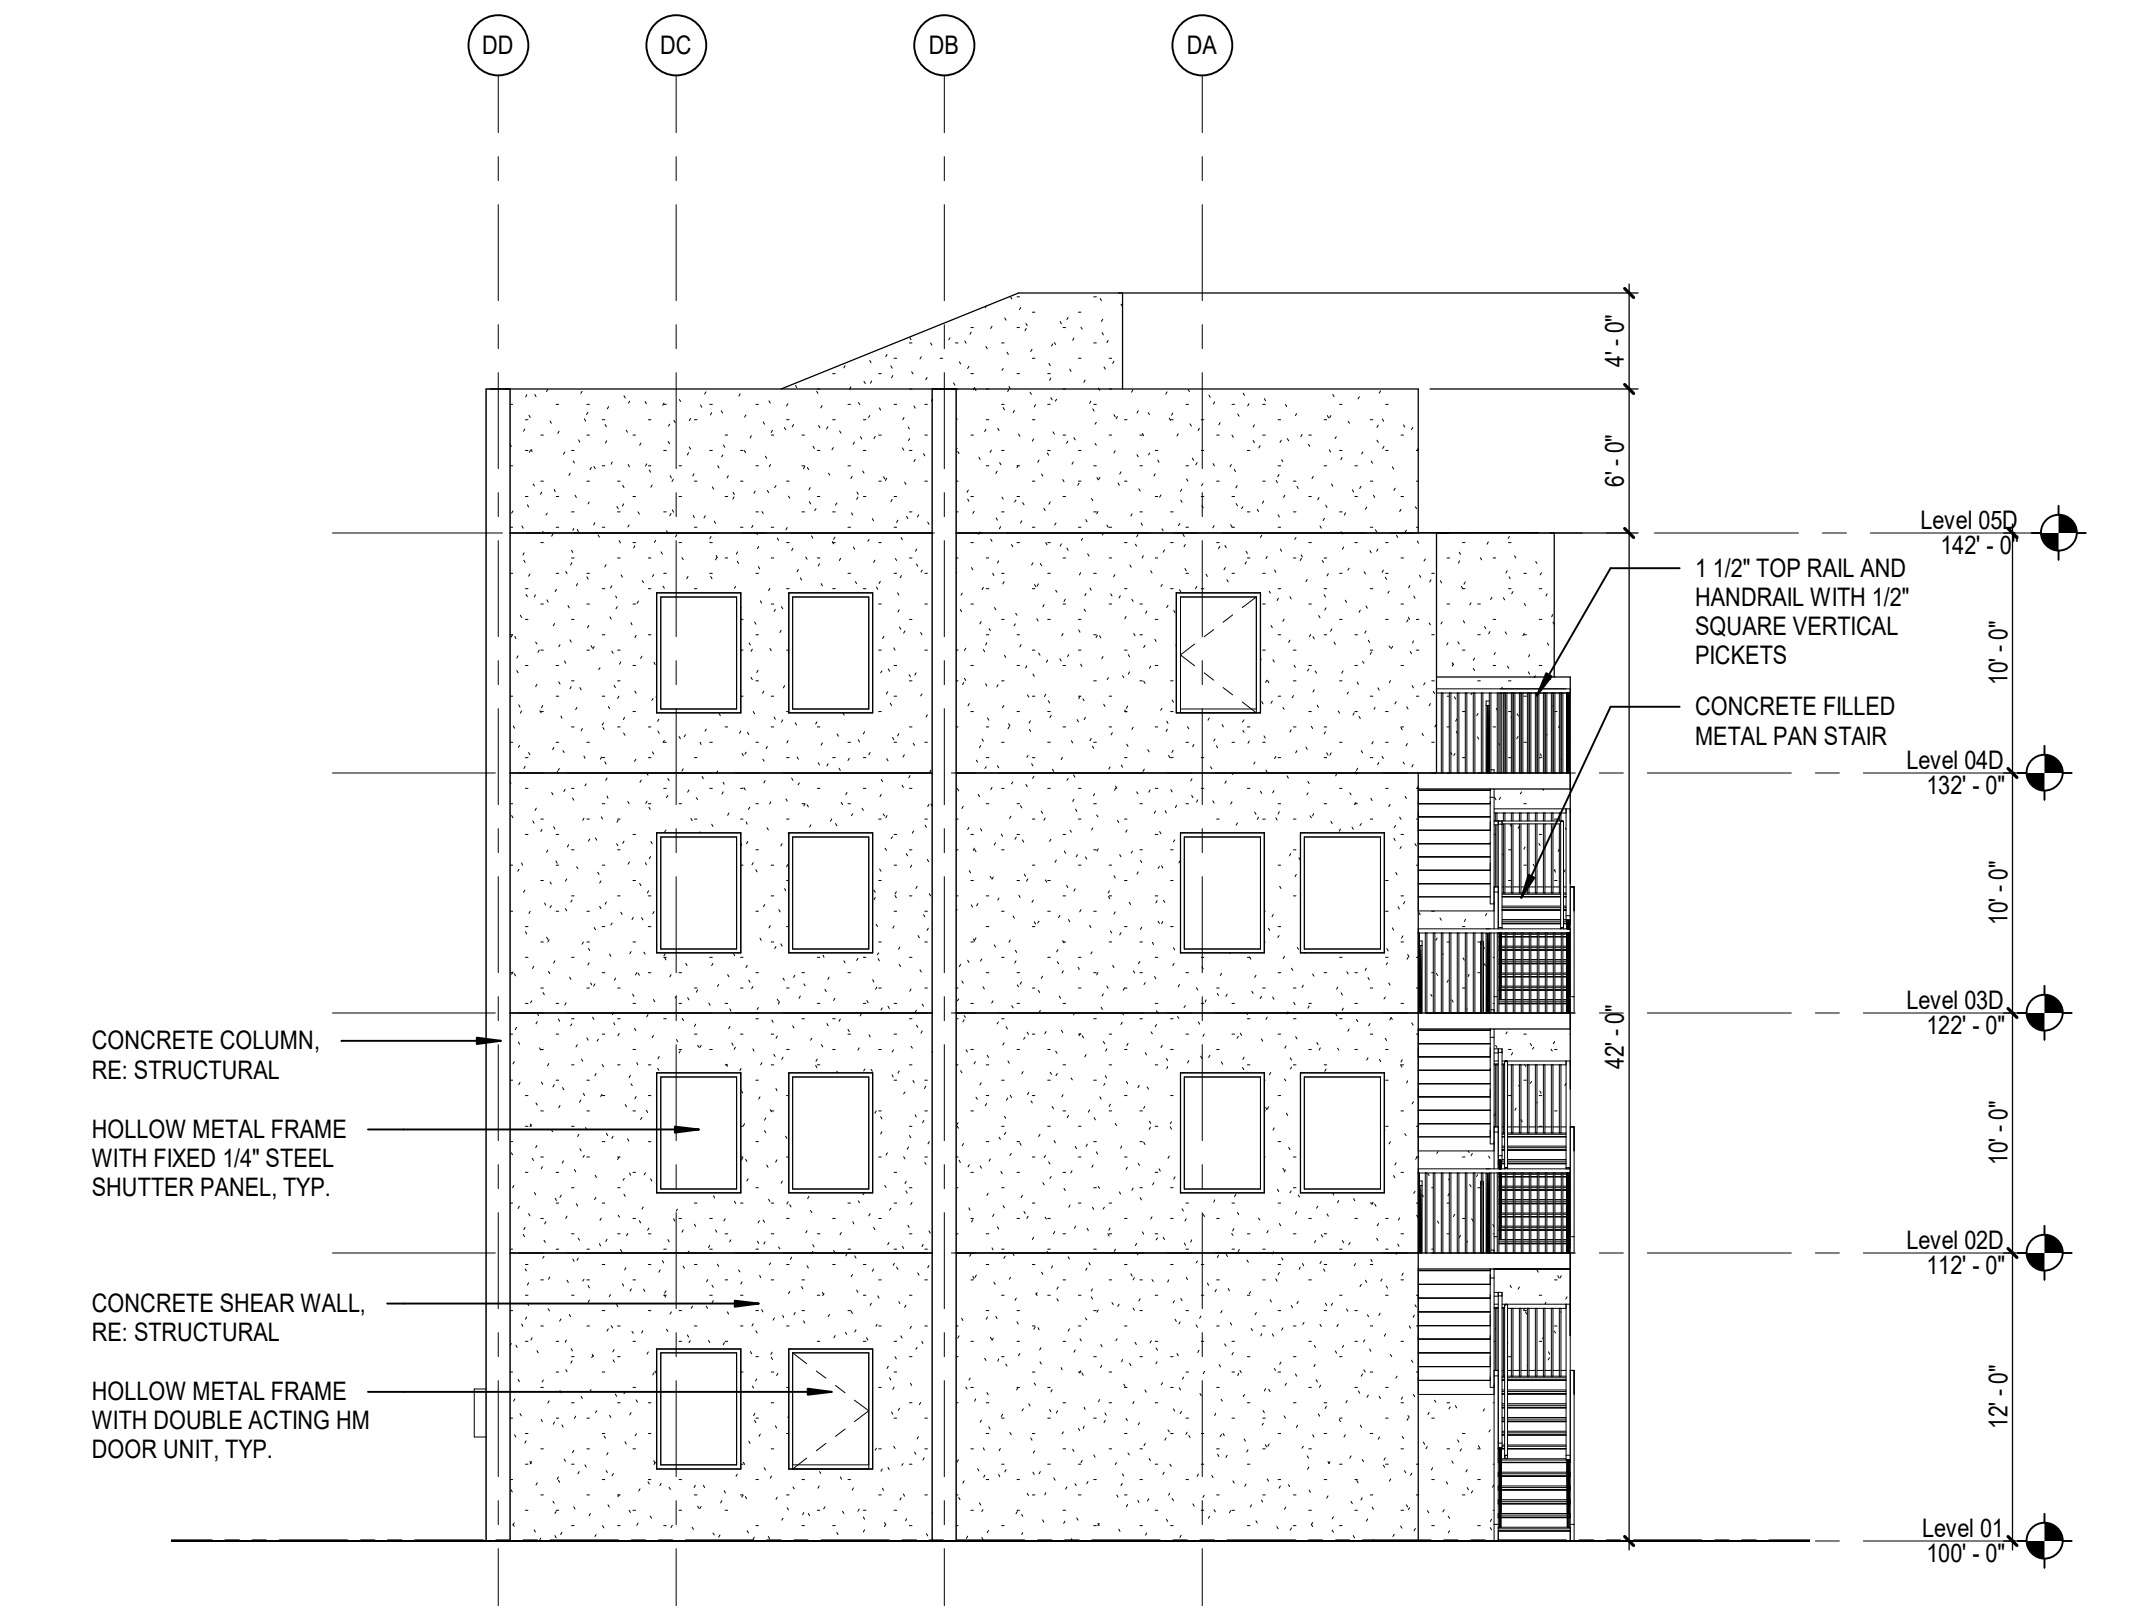 DD
DC
DB
DA
4' - 0"
6' - 0"
Level 05D
142' - 0"
1 1/2" TOP RAIL AND
HANDRAIL WITH 1/2"
SQUARE VERTICAL
PICKETS
10' - 0"
CONCRETE FILLED
METAL PAN STAIR
Level 04D
132' - 0"
10' - 0"
Level 03D
122' - 0"
42' - 0"
CONCRETE COLUMN,
RE: STRUCTURAL
HOLLOW METAL FRAME
WITH FIXED 1/4" STEEL
SHUTTER PANEL, TYP.
10' - 0"
Level 02D
112' - 0"
CONCRETE SHEAR WALL,
RE: STRUCTURAL
HOLLOW METAL FRAME
WITH DOUBLE ACTING HM
DOOR UNIT, TYP.
12' - 0"
Level 01
100' - 0"